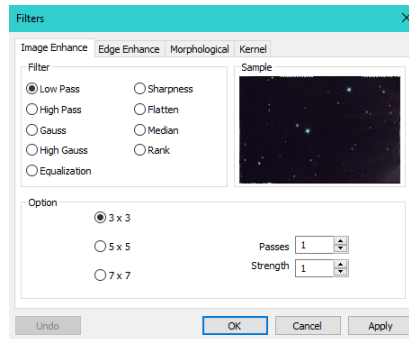 Filters
Image Enhance Edge Enhance Morphological Kernel
Filter
Low Pass
High Pass
Gauss
High Gauss
Equalization
Sharpness
Flatten
Median
Rank
Sample
Option
3 x 3
5 x 5
7 x 7
Passes 1
Strength 1
Undo OK Cancel Apply